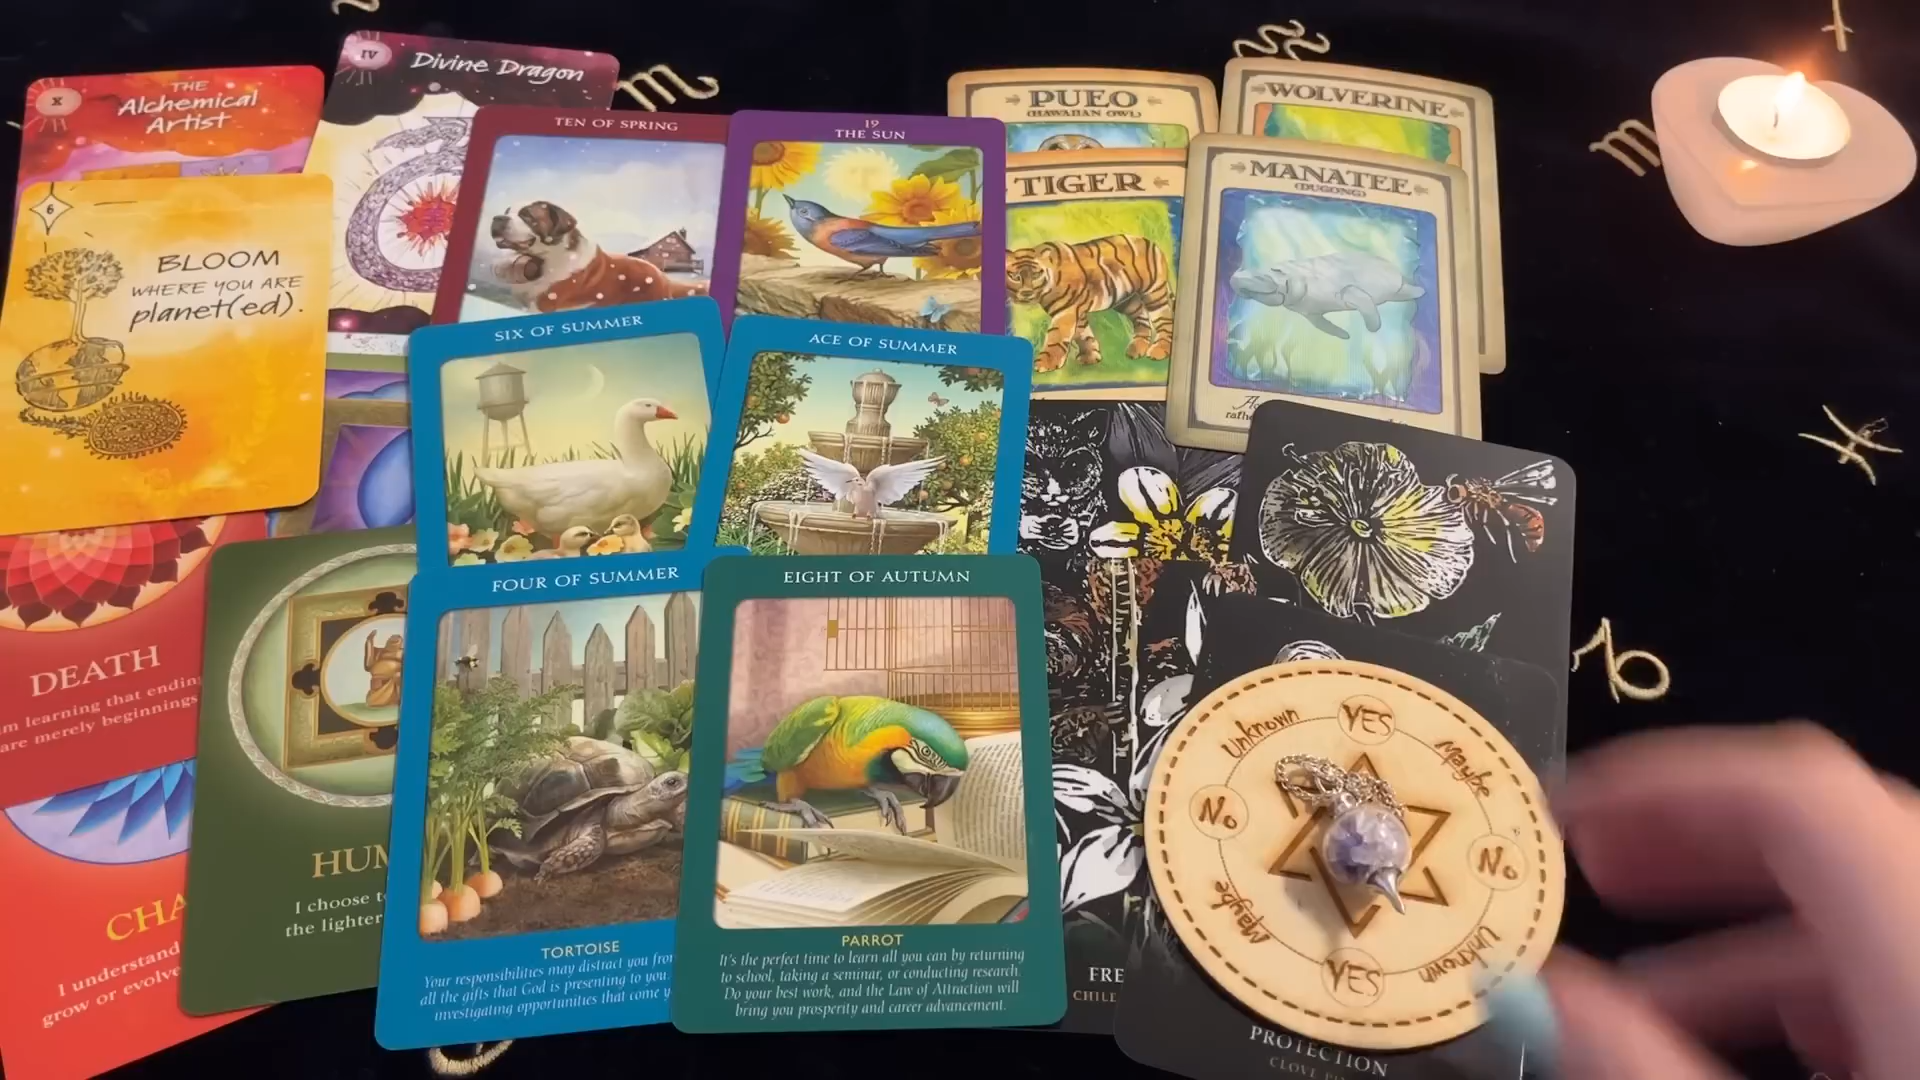 X
THE
Alchemical
Artist
IV
Divine Dragon
6
BLOOM
WHERE YOU ARE
planet(ed).
TEN OF SPRING
19
THE SUN
PUEO
(HAWAIIAN OWL)
WOLVERINE
TIGER
MANATEE
(DUGONG)
SIX OF SUMMER
ACE OF SUMMER
FOUR OF SUMMER
TORTOISE
Your responsibilities may distract you
all the gifts that God is presenting to you.
investigating opportunities that come
EIGHT OF AUTUMN
PARROT
It's the perfect time to learn all you can by returning
to school, taking a seminar, or conducting research.
Do your best work, and the Law of Attraction will
bring you prosperity and career advancement.
DEATH
learning that
are merely beginnings
CHA
I understand
grow or evolve
HUM
I choose
the lighter
FRE
CHILE
Unknown
YES
Maybe
No
No
Maybe
YES
Unknown
PROTECTION
CLOVE